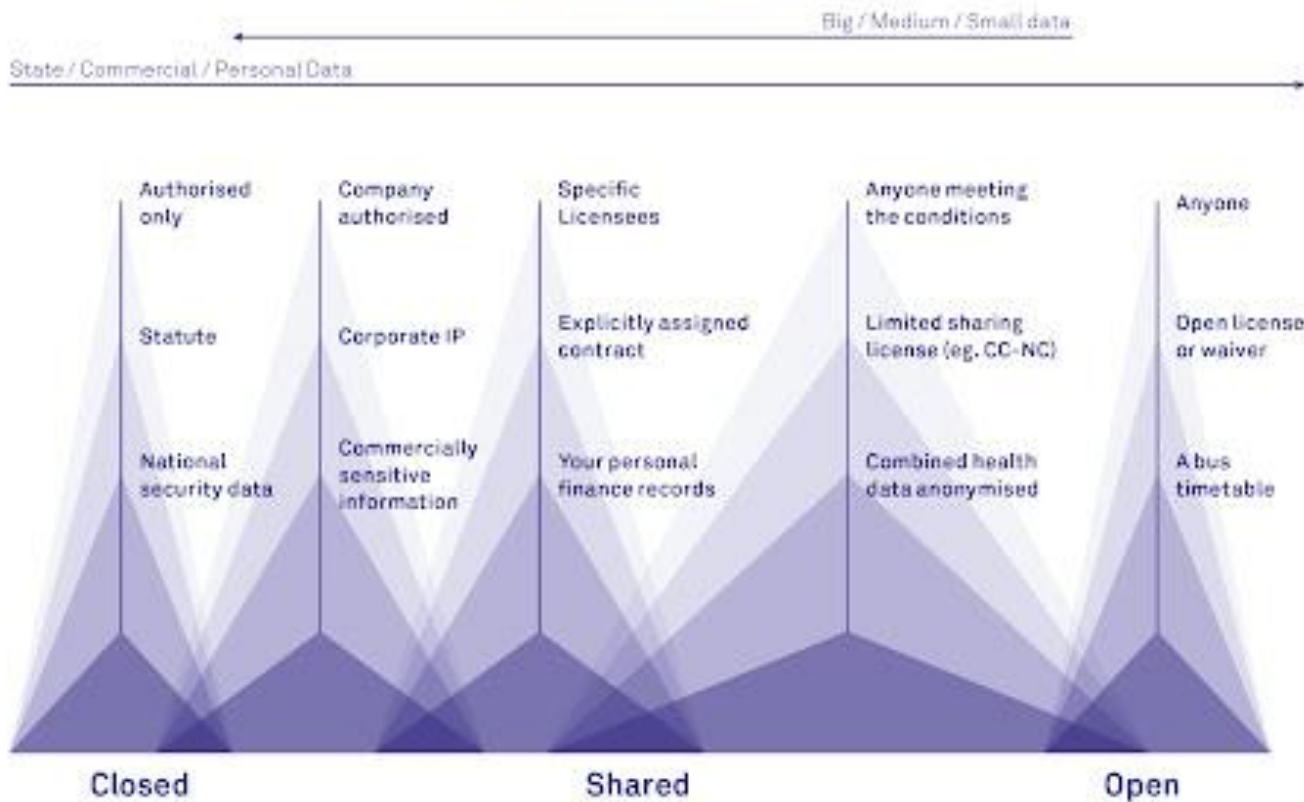 Big / Medium / Small data
State / Commercial / Personal Data
Authorised
only
Company
authorised
Specific
Licensees
Anyone meeting
the conditions
Anyone
Statute
Corporate IP
Explicitly assigned
contract
Limited sharing
license (eg. CC-NC)
Open license
or waiver
National
security data
Commercially
sensitive
information
Your personal
finance records
Combined health
data anonymised
A bus
timetable
Closed
Shared
Open